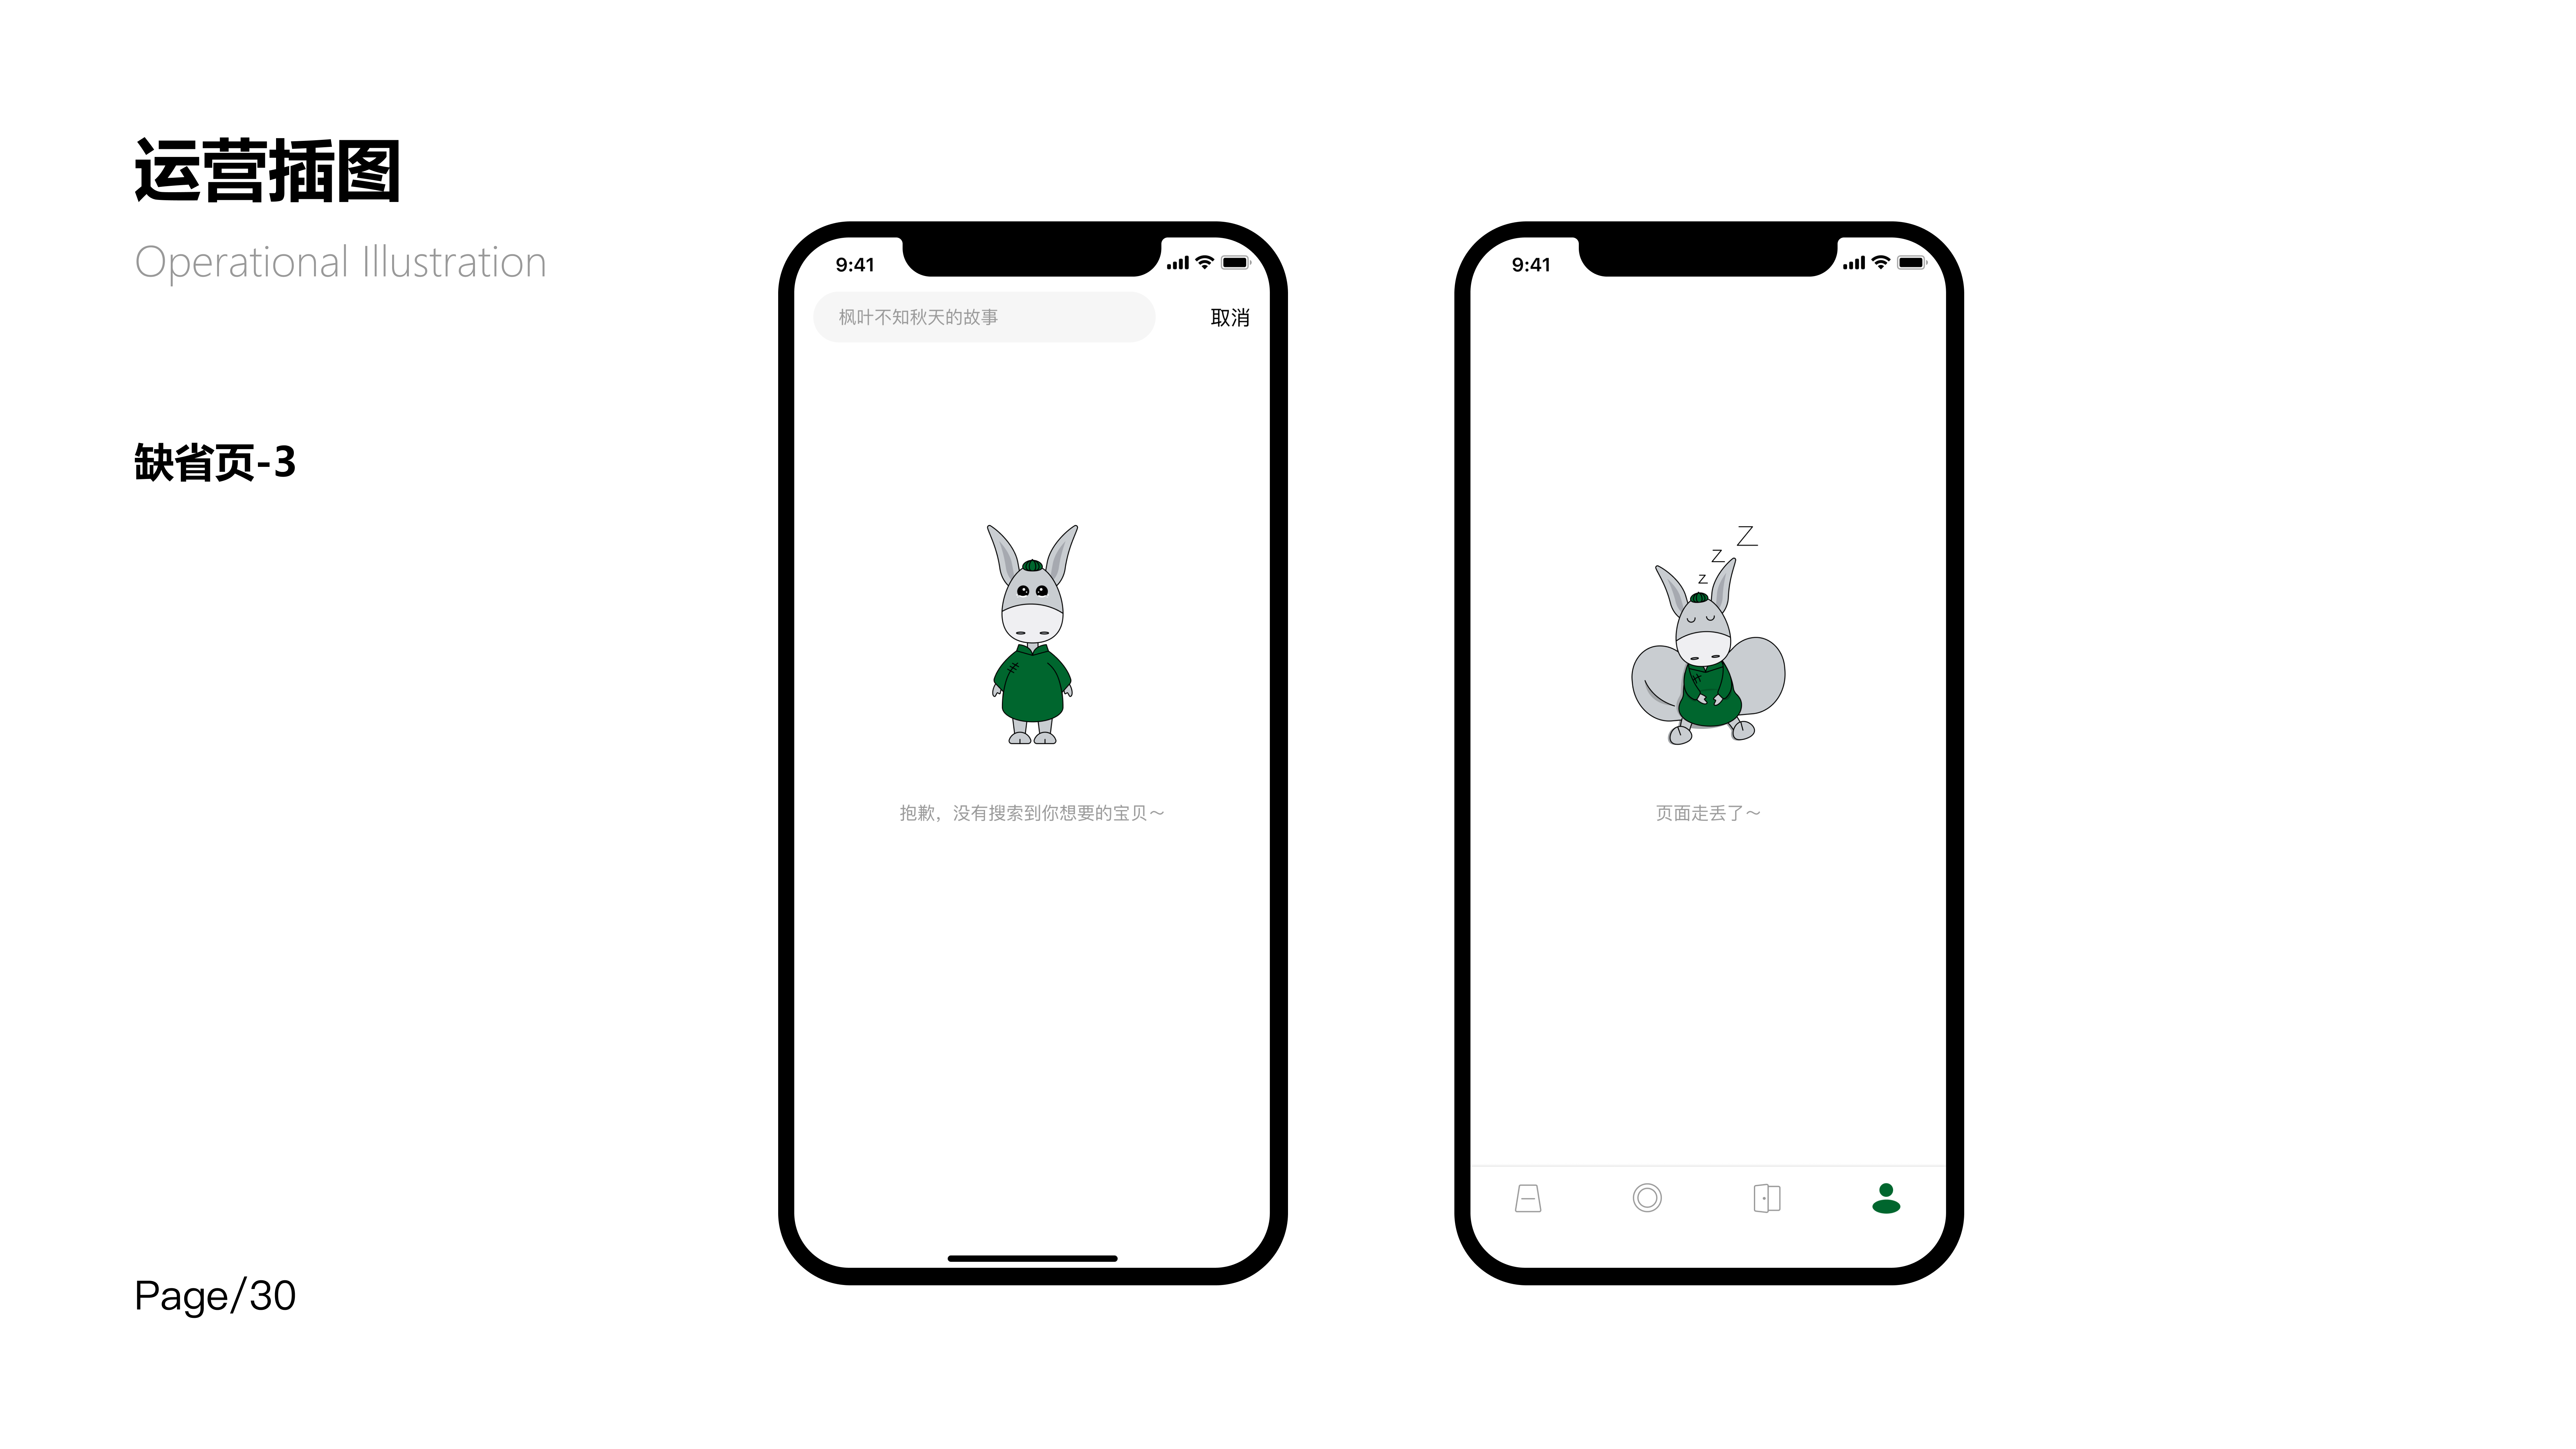 运营插图
Operational Illustration
缺省页-3
9:41
枫叶不知秋天的故事
取消
抱歉，没有搜索到你想要的宝贝～
9:41
z
Z
Z
页面走丢了～
Page/30